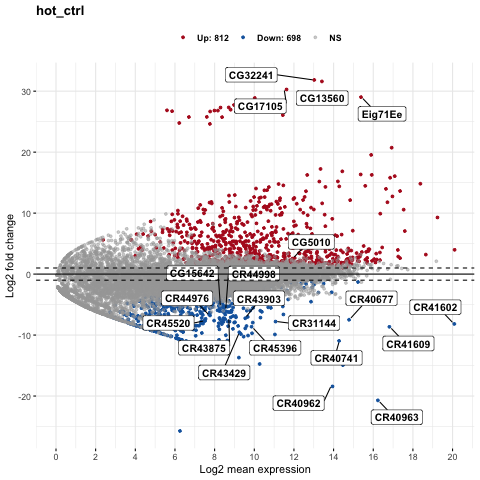 hot_ctrl
Up: 812 Down: 698 NS
CG32241
CG13560
CG17105
Eig71Ee
CG5010
CG15642
CR44998
CR44976
CR43903
CR40677
CR41602
CR45520
CR31144
CR43875
CR45396
CR41609
CR40741
CR43429
CR40962
CR40963
30
20
10
0
-10
-20
Log2 fold change
0 2 4 6 8 10 12 14 16 18 20
Log2 mean expression